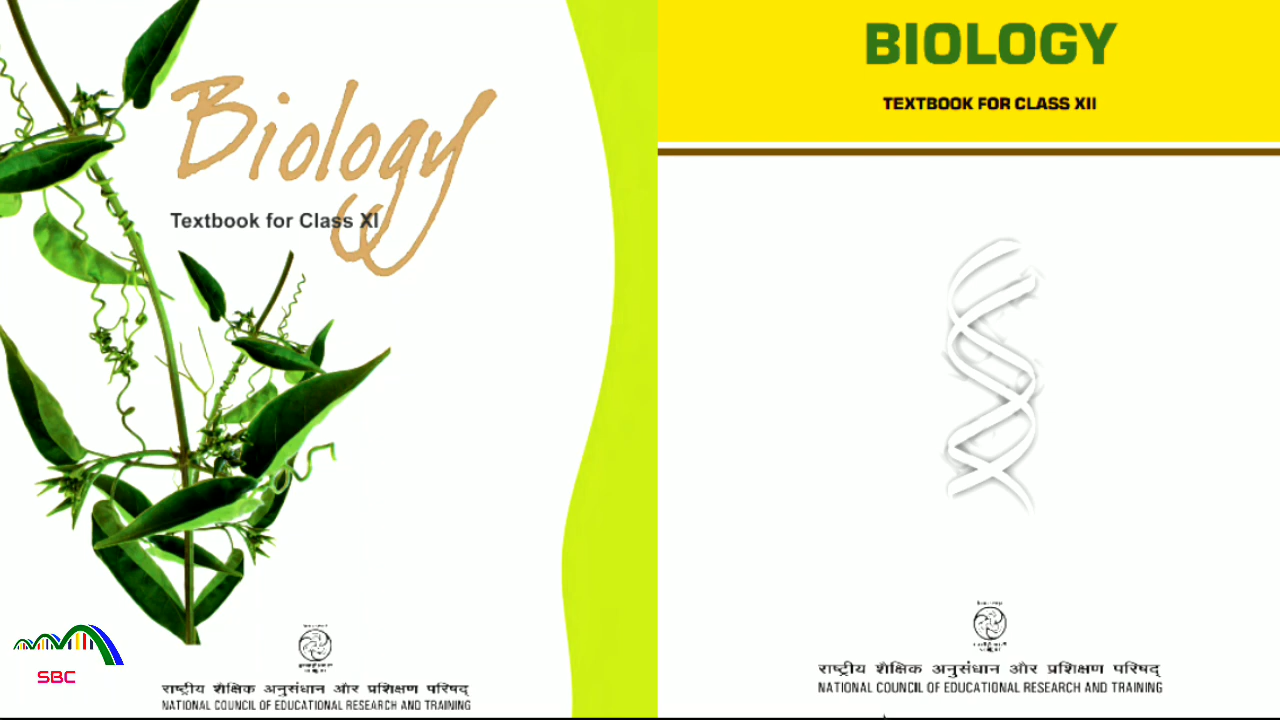 Biology
Textbook for Class XI
राष्ट्रीय शैक्षिक अनुसंधान और प्रशिक्षण परिषद्
NATIONAL COUNCIL OF EDUCATIONAL RESEARCH AND TRAINING
SBC
BIOLOGY
TEXTBOOK FOR CLASS XII
राष्ट्रीय शैक्षिक अनुसंधान और प्रशिक्षण परिषद्
NATIONAL COUNCIL OF EDUCATIONAL RESEARCH AND TRAINING